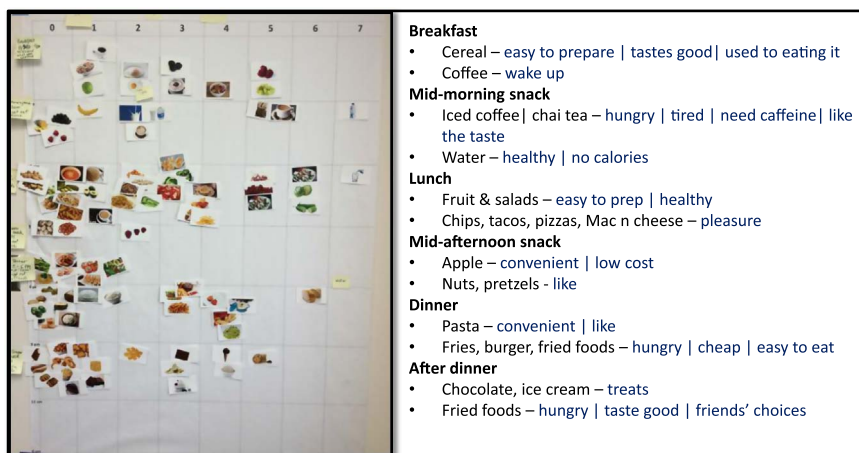 0 1 2 3 4 5 6 7
Breakfast
• Cereal – easy to prepare | tastes good| used to eating it
• Coffee – wake up
Mid-morning snack
• Iced coffee| chai tea – hungry | tired | need caffeine| like
the taste
• Water – healthy | no calories
Lunch
• Fruit & salads – easy to prep | healthy
• Chips, tacos, pizzas, Mac n cheese – pleasure
Mid-afternoon snack
• Apple – convenient | low cost
• Nuts, pretzels - like
Dinner
• Pasta – convenient | like
• Fries, burger, fried foods – hungry | cheap | easy to eat
After dinner
• Chocolate, ice cream – treats
• Fried foods – hungry | taste good | friends’ choices